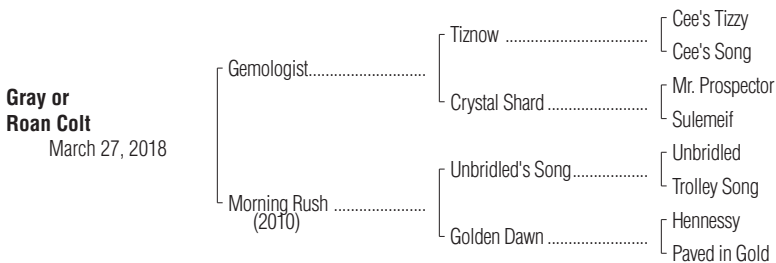 Gray or
Roan Colt
March 27, 2018
Gemologist............................
Morning Rush ......................
(2010)
Tiznow ..................................
Crystal Shard ........................
Unbridled's Song..................
Golden Dawn ........................
Cee's Tizzy
Cee's Song
Mr. Prospector
Sulemeif
Unbridled
Trolley Song
Hennessy
Paved in Gold